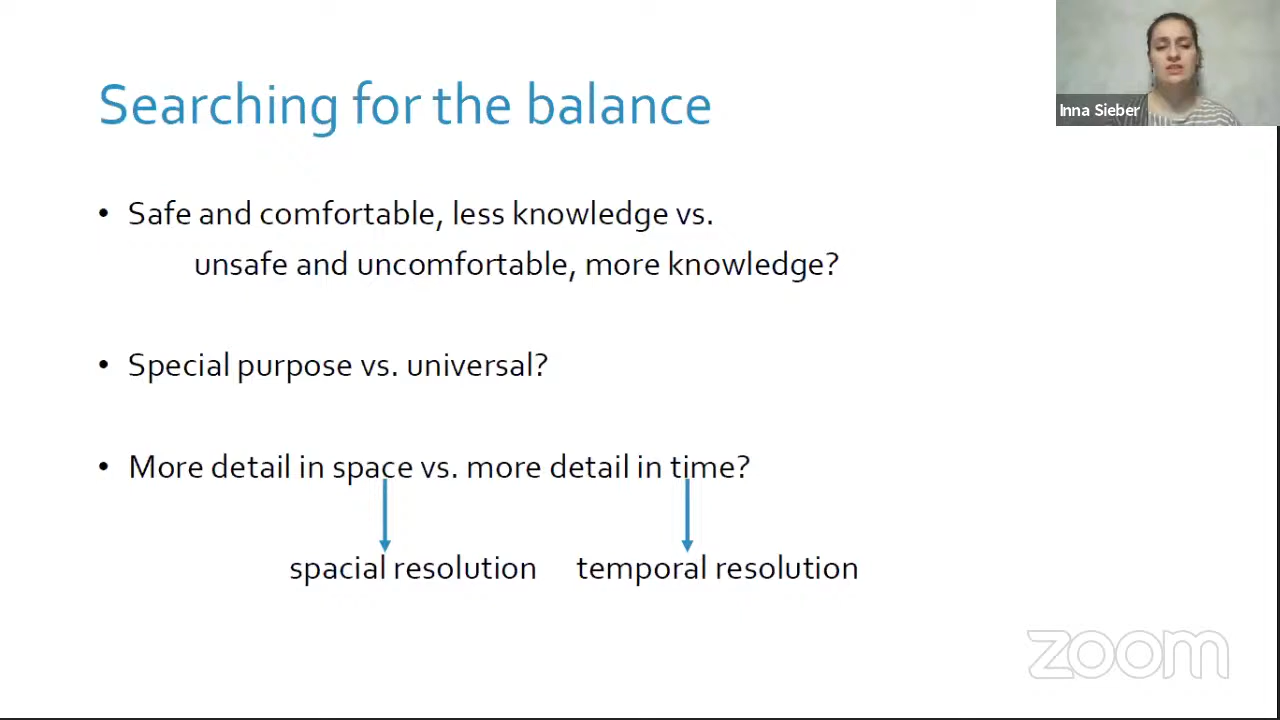 Searching for the balance
Inna Sieber
• Safe and comfortable, less knowledge vs.
unsafe and uncomfortable, more knowledge?
• Special purpose vs. universal?
• More detail in space vs. more detail in time?
spacial resolution temporal resolution
zoom